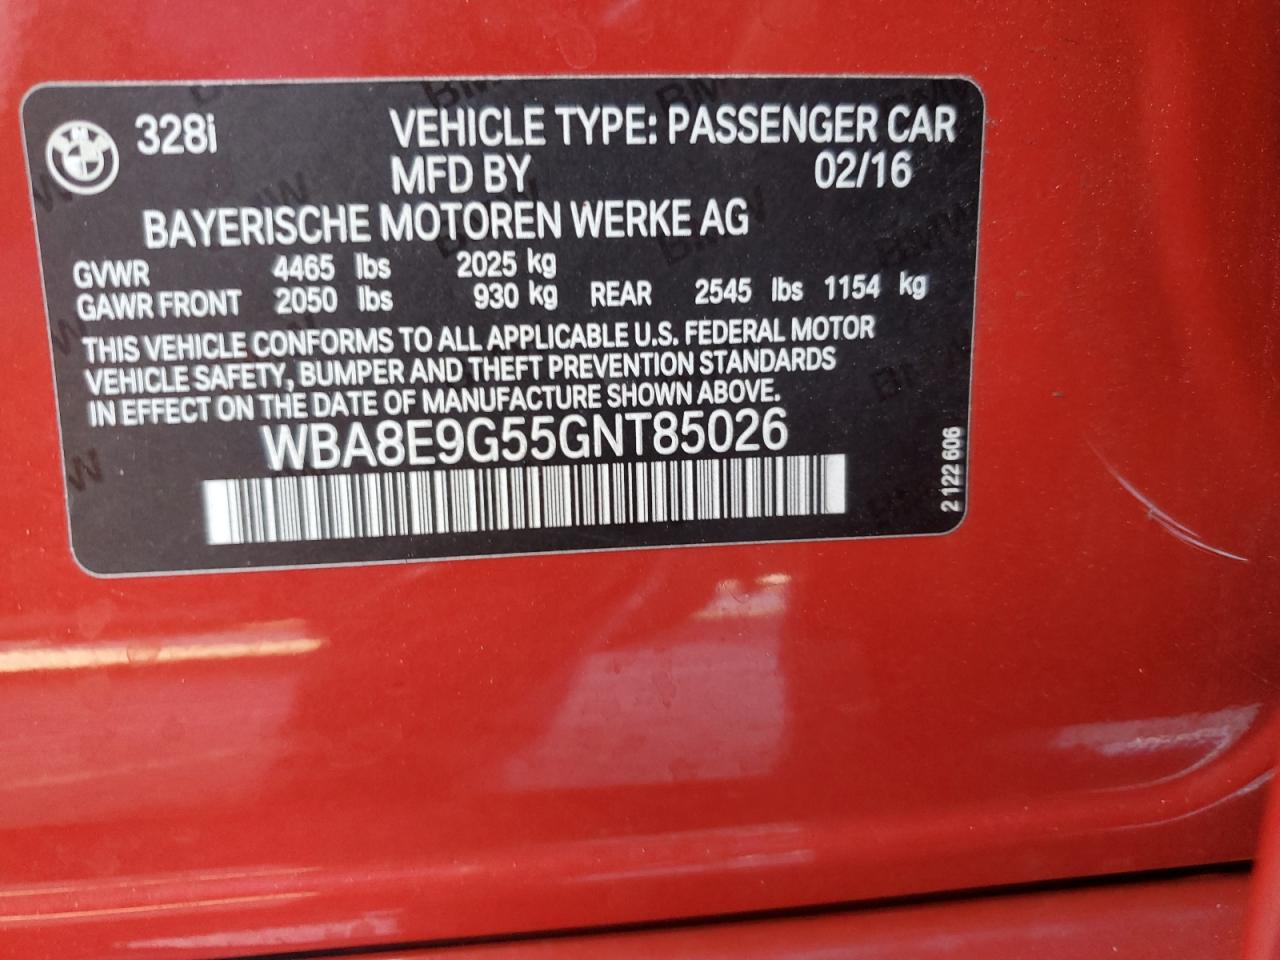 328i VEHICLE TYPE: PASSENGER CAR
MFD BY 02/16
BAYERISCHE MOTOREN WERKE AG
GVWR 4465 lbs 2025 kg
GAWR FRONT 2050 lbs 930 kg REAR 2545 lbs 1154 kg
THIS VEHICLE CONFORMS TO ALL APPLICABLE U.S. FEDERAL MOTOR
VEHICLE SAFETY, BUMPER AND THEFT PREVENTION STANDARDS
IN EFFECT ON THE DATE OF MANUFACTURE SHOWN ABOVE.
WBA8E9G55GNT85026
2 122 606